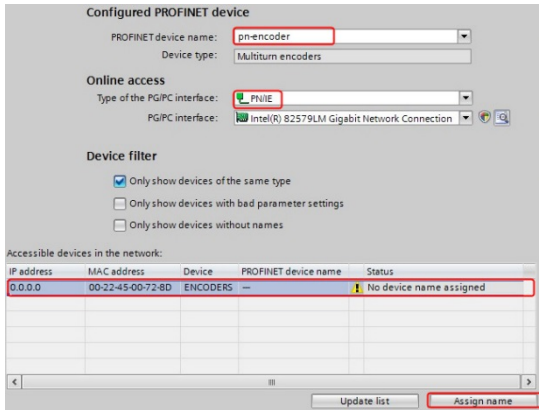 Configured PROFINET device
PROFINET device name: pn-encoder
Device type: Multiturn encoders
Online access
Type of the PG/PC interface: PN/IE
PG/PC interface: Intel(R) 82579LM Gigabit Network Connection
Device filter
Only show devices of the same type
Only show devices with bad parameter settings
Only show devices without names
Accessible devices in the network:
IP address MAC address Device PROFINET device name Status
0.0.0.0 00-22-45-00-72-8D ENCODERS — No device name assigned
Update list Assign name